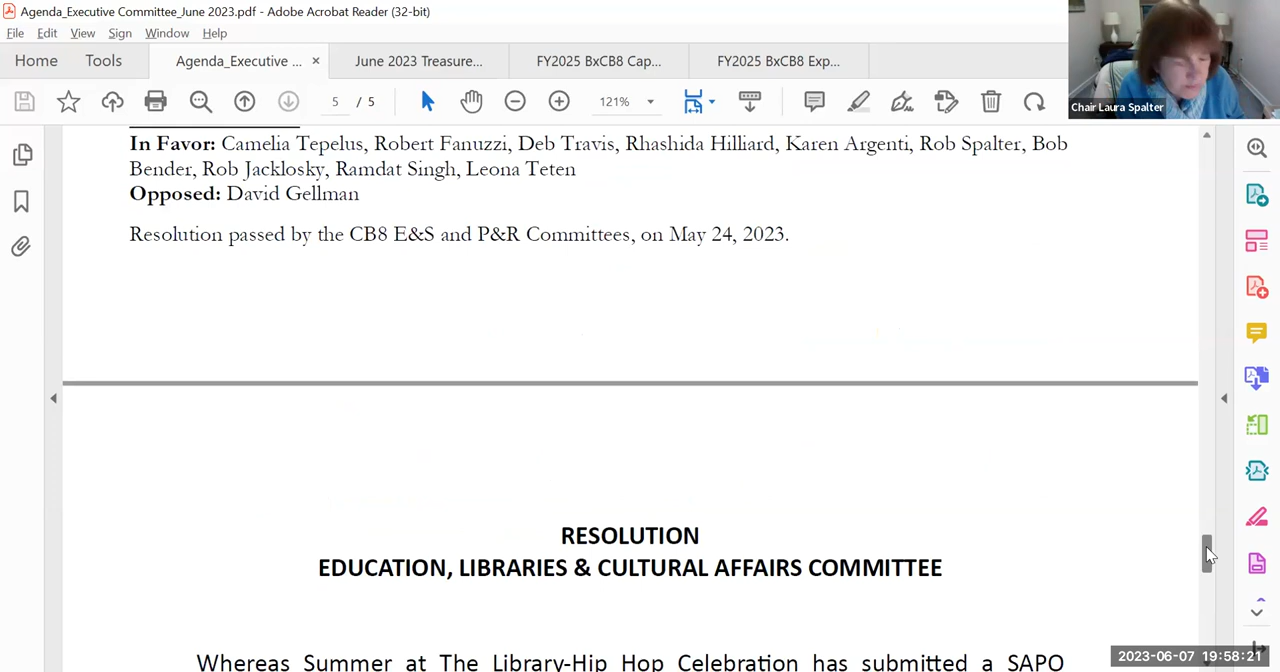 Agenda_Executive Committee_June 2023.pdf - Adobe Acrobat Reader (32-bit)
File Edit View Sign Window Help
Home Tools Agenda_Executive ... × June 2023 Treasure... FY2025 BxCB8 Cap... FY2025 BxCB8 Exp...
5 / 5 121%
Chair Laura Spalter
In Favor: Camelia Tepelus, Robert Fanuzzi, Deb Travis, Rhashida Hilliard, Karen Argenti, Rob Spalter, Bob
Bender, Rob Jacklosky, Ramdat Singh, Leona Teten
Opposed: David Gellman
Resolution passed by the CB8 E&S and P&R Committees, on May 24, 2023.
RESOLUTION
EDUCATION, LIBRARIES & CULTURAL AFFAIRS COMMITTEE
Whereas Summer at The Library-Hip Hop Celebration has submitted a SAPO
2023-06-07 19:58:21